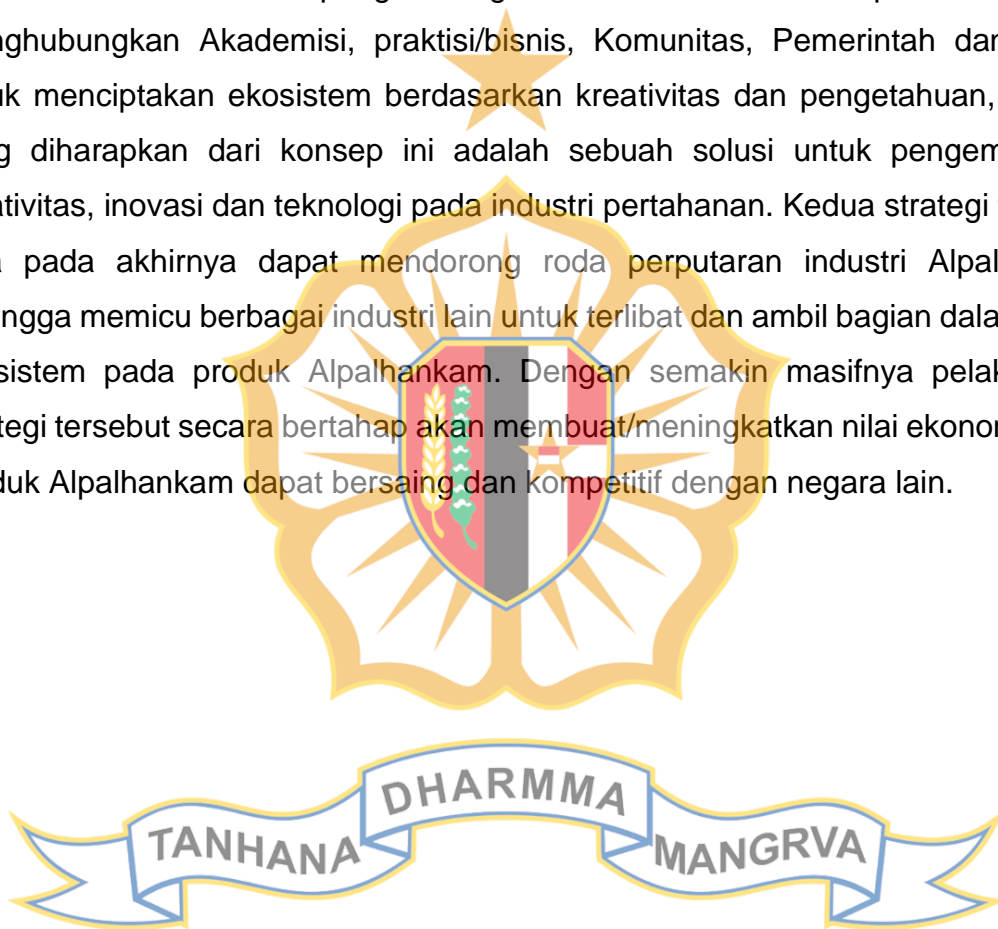 nghubungkan Akademisi, praktisi/bisnis, Komunitas, Pemerintah dar
uk menciptakan ekosistem berdasarkan kreativitas dan pengetahuan,
g diharapkan dari konsep ini adalah sebuah solusi untuk pengem
ativitas, inovasi dan teknologi pada industri pertahanan. Kedua strategi
pada akhirnya dapat mendorong roda perputaran industri Alpal
ngga memicu berbagai industri lain untuk terlibat dan ambil bagian dala
sistem pada produk Alpalhankam. Dengan semakin masifnya pelak
tegi tersebut secara bertahap akan membuat/meningkatkan nilai ekonor
duk Alpalhankam dapat bersaing dan kompetitif dengan negara lain.
TANHANA DHARMMA MANGRVA